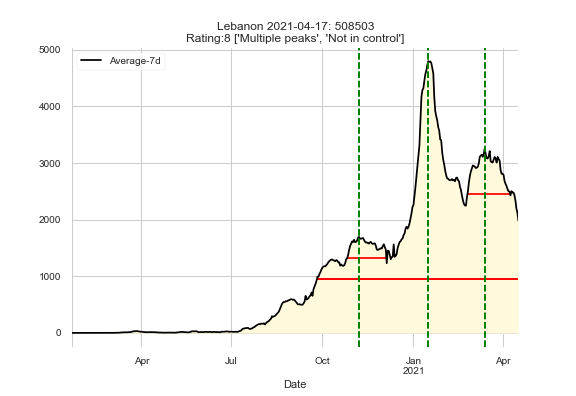 Lebanon 2021-04-17: 508503
Rating:8 ['Multiple peaks', 'Not in control']
Average-7d
5000
4000
3000
2000
1000
0
Apr
Jul
Oct
Jan
2021
Apr
Date